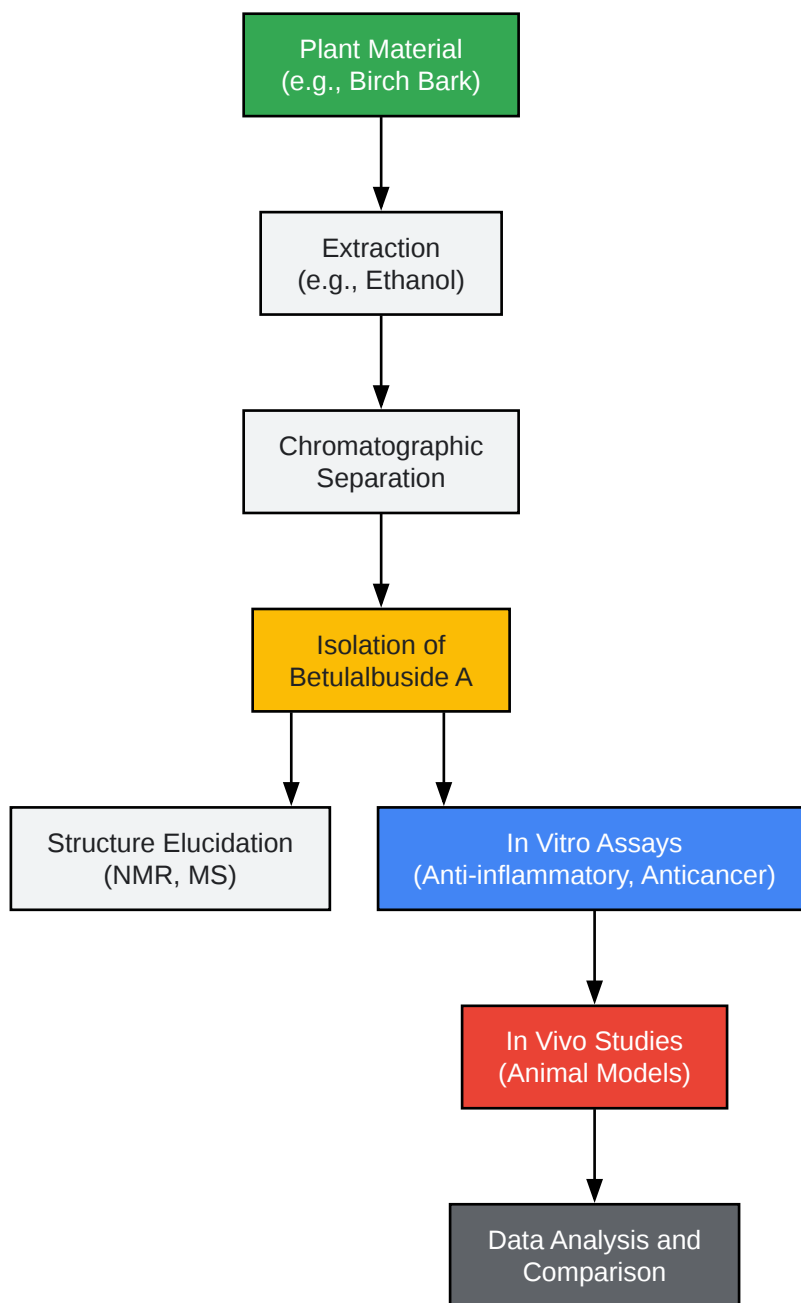 Plant Material
(e.g., Birch Bark)
Extraction
(e.g., Ethanol)
Chromatographic
Separation
Isolation of
Betulalbuside A
Structure Elucidation
(NMR, MS)
In Vitro Assays
(Anti-inflammatory, Anticancer)
In Vivo Studies
(Animal Models)
Data Analysis and
Comparison